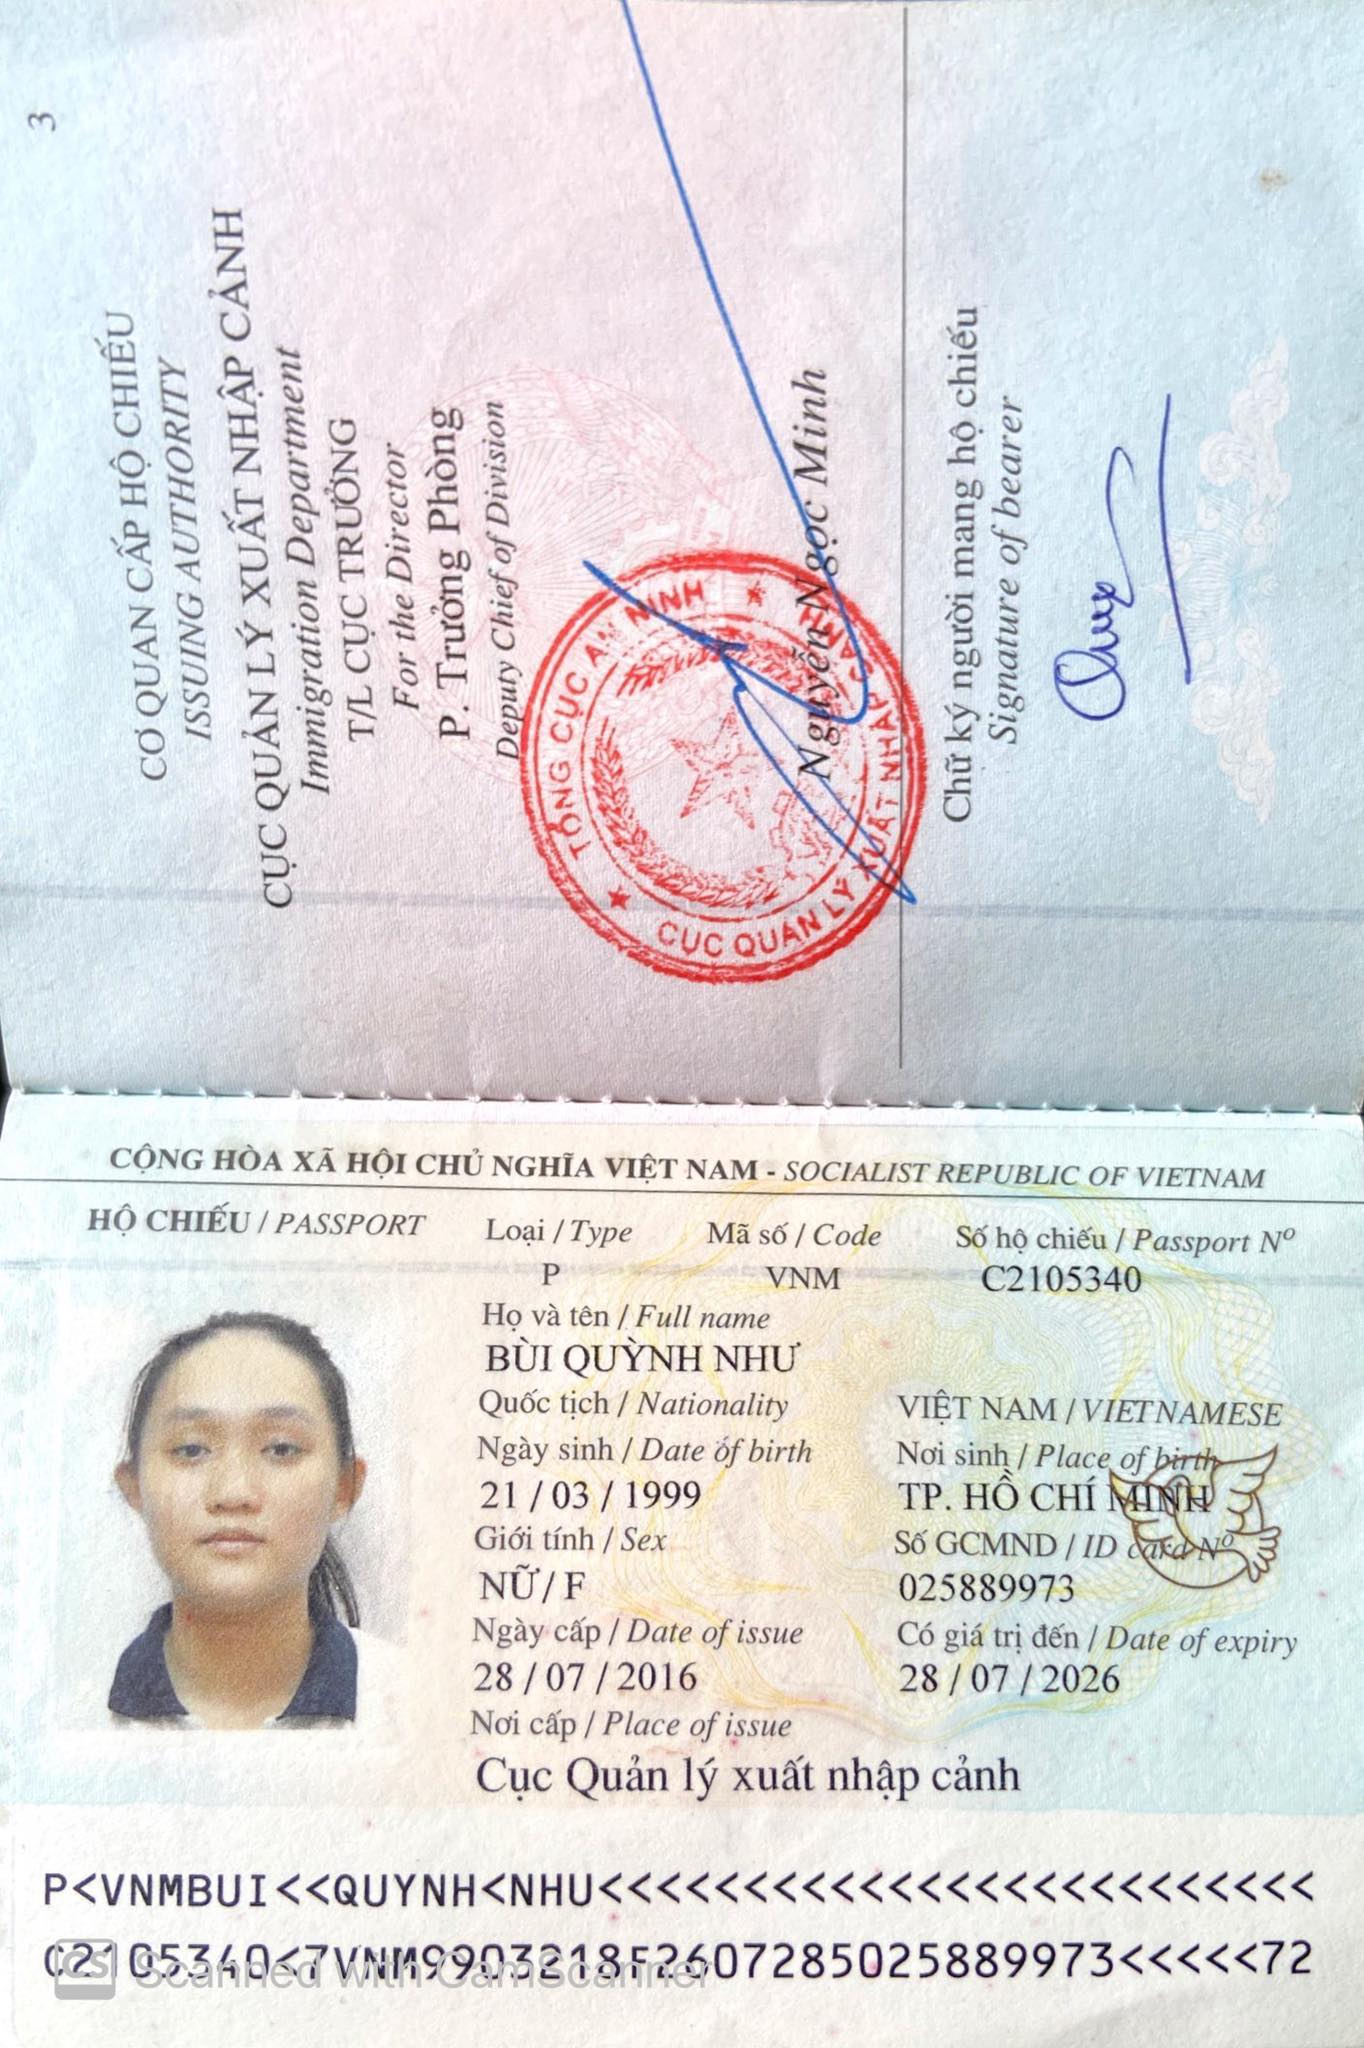 3
CƠ QUAN CẤP HỘ CHIẾU
ISSUING AUTHORITY
CỤC QUẢN LÝ XUẤT NHẬP CẢNH
Immigration Department
T/L CỤC TRƯỞNG
For the Director
P. Trưởng Phòng
Deputy Chief of Division
TỔNG CỤC AN NINH
CỤC QUẢN LÝ XUẤT NHẬP CẢNH
Nguyễn Ngọc Minh
Chữ ký người mang hộ chiếu
Signature of bearer
CỘNG HÒA XÃ HỘI CHỦ NGHĨA VIỆT NAM - SOCIALIST REPUBLIC OF VIETNAM
HỘ CHIẾU / PASSPORT Loại / Type Mã số / Code Số hộ chiếu / Passport Nº
P VNM C2105340
Họ và tên / Full name
BÙI QUỲNH NHƯ
Quốc tịch / Nationality VIỆT NAM / VIETNAMESE
Ngày sinh / Date of birth Nơi sinh / Place of birth
21 / 03 / 1999 TP. HỒ CHÍ MINH
Giới tính / Sex Số GCMND / ID card Nº
NỮ / F 025889973
Ngày cấp / Date of issue Có giá trị đến / Date of expiry
28 / 07 / 2016 28 / 07 / 2026
Nơi cấp / Place of issue
Cục Quản lý xuất nhập cảnh
P<VNMBUI<<QUYNH<NHU<<<<<<<<<<<<<<<<<<<<<<<<<
C2105340<7VNM9903218F2607285025889973<<<<<72
CS Scanned with CamScanner